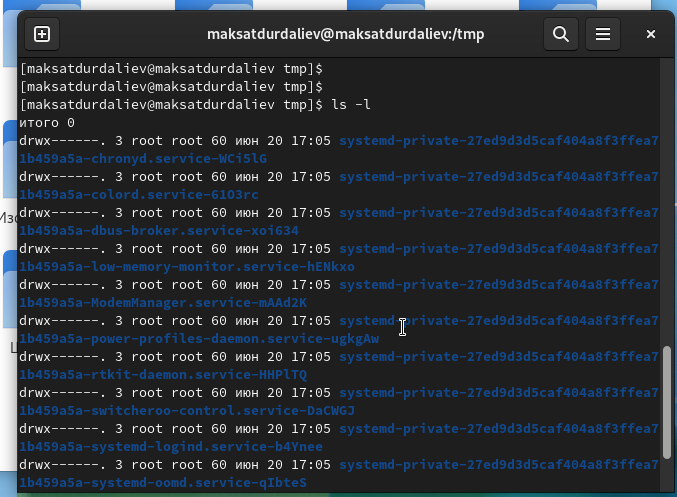 maksatdurdaliev@maksatdurdaliev:/tmp
[maksatdurdaliev@maksatdurdaliev tmp]$
[maksatdurdaliev@maksatdurdaliev tmp]$
[maksatdurdaliev@maksatdurdaliev tmp]$ ls -l
итого 0
drwx------. 3 root root 60 июн 20 17:05 systemd-private-27ed9d3d5caf404a8f3ffea7
1b459a5a-chronyd.service-WCi5lG
drwx------. 3 root root 60 июн 20 17:05 systemd-private-27ed9d3d5caf404a8f3ffea7
1b459a5a-colord.service-61O3rc
drwx------. 3 root root 60 июн 20 17:05 systemd-private-27ed9d3d5caf404a8f3ffea7
1b459a5a-dbus-broker.service-xoi634
drwx------. 3 root root 60 июн 20 17:05 systemd-private-27ed9d3d5caf404a8f3ffea7
1b459a5a-low-memory-monitor.service-hENkxo
drwx------. 3 root root 60 июн 20 17:05 systemd-private-27ed9d3d5caf404a8f3ffea7
1b459a5a-ModemManager.service-mAAd2K
drwx------. 3 root root 60 июн 20 17:05 systemd-private-27ed9d3d5caf404a8f3ffea7
1b459a5a-power-profiles-daemon.service-ugkgAw
drwx------. 3 root root 60 июн 20 17:05 systemd-private-27ed9d3d5caf404a8f3ffea7
1b459a5a-rtkit-daemon.service-HHPlTQ
drwx------. 3 root root 60 июн 20 17:05 systemd-private-27ed9d3d5caf404a8f3ffea7
1b459a5a-switcheroo-control.service-DaCWGJ
drwx------. 3 root root 60 июн 20 17:05 systemd-private-27ed9d3d5caf404a8f3ffea7
1b459a5a-systemd-logind.service-b4Ynee
drwx------. 3 root root 60 июн 20 17:05 systemd-private-27ed9d3d5caf404a8f3ffea7
1b459a5a-systemd-oomd.service-qIbteS